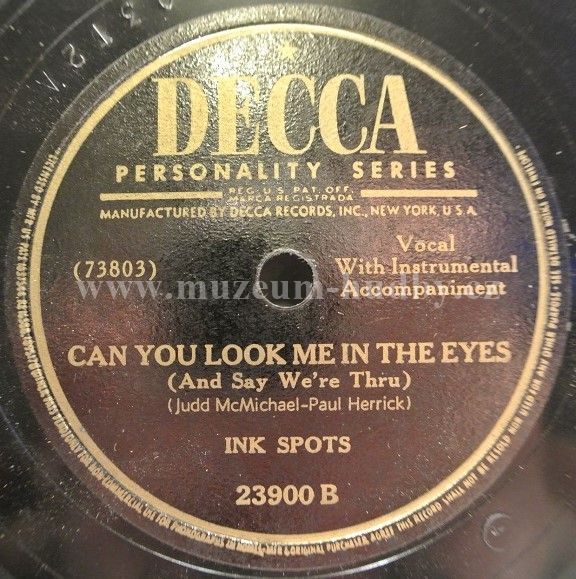 DECCA
PERSONALITY SERIES
REG. U.S. PAT. OFF.
MARCA REGISTRADA
MANUFACTURED BY DECCA RECORDS, INC., NEW YORK, U.S.A.
(73803)
Vocal
With Instrumental
Accompaniment
CAN YOU LOOK ME IN THE EYES
(And Say We're Thru)
(Judd McMichael-Paul Herrick)
INK SPOTS
23900 B